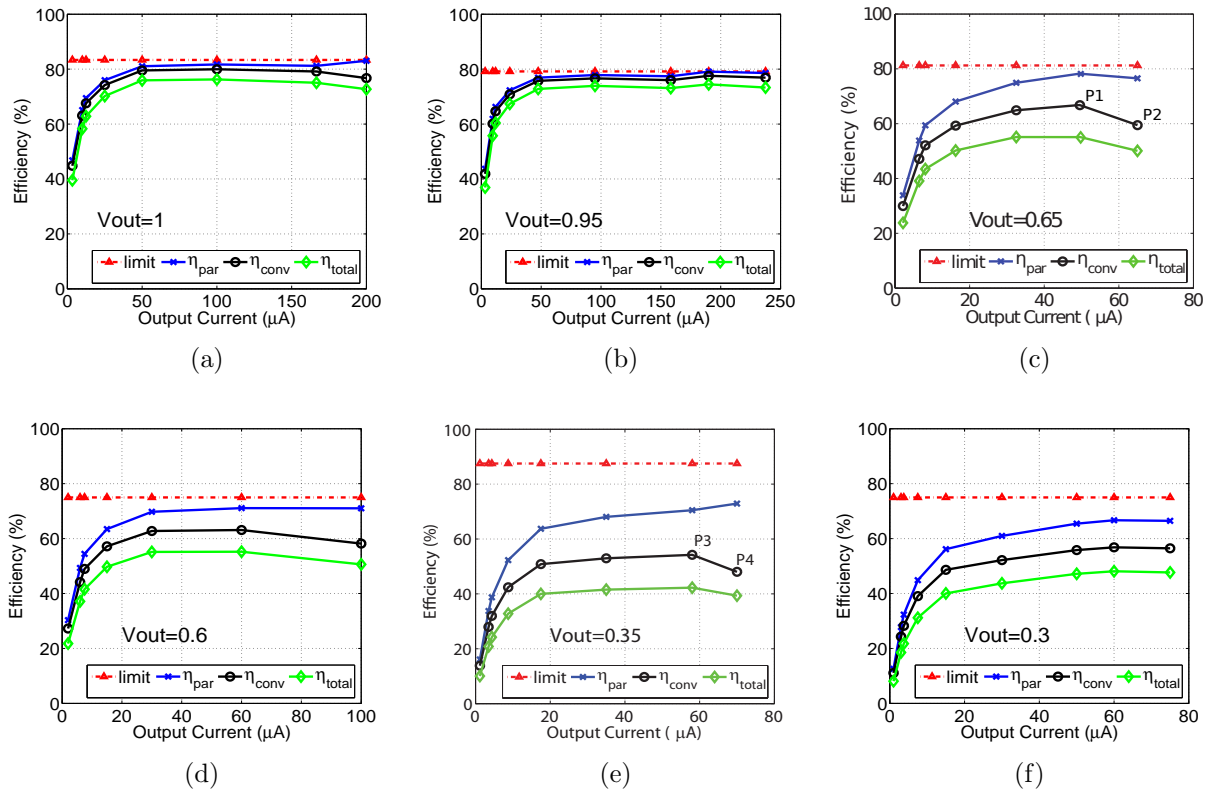 100
80
60
40
20
0
Efficiency (%)
Vout=1
limit ηpar ηconv ηtotal
0 50 100 150 200
Output Current (μA)
(a)
100
80
60
40
20
0
Efficiency (%)
Vout=0.95
limit ηpar ηconv ηtotal
0 50 100 150 200 250
Output Current (μA)
(b)
100
80
60
40
20
0
Efficiency (%)
P1
P2
Vout=0.65
limit ηpar ηconv ηtotal
0 20 40 60 80
Output Current ( μA)
(c)
100
80
60
40
20
0
Efficiency (%)
Vout=0.6
limit ηpar ηconv ηtotal
0 20 40 60 80 100
Output Current (μA)
(d)
100
80
60
40
20
0
Efficiency (%)
P3
P4
Vout=0.35
limit ηpar ηconv ηtotal
0 20 40 60 80
Output Current ( μA)
(e)
100
80
60
40
20
0
Efficiency (%)
Vout=0.3
limit ηpar ηconv ηtotal
0 20 40 60 80
Output Current (μA)
(f)